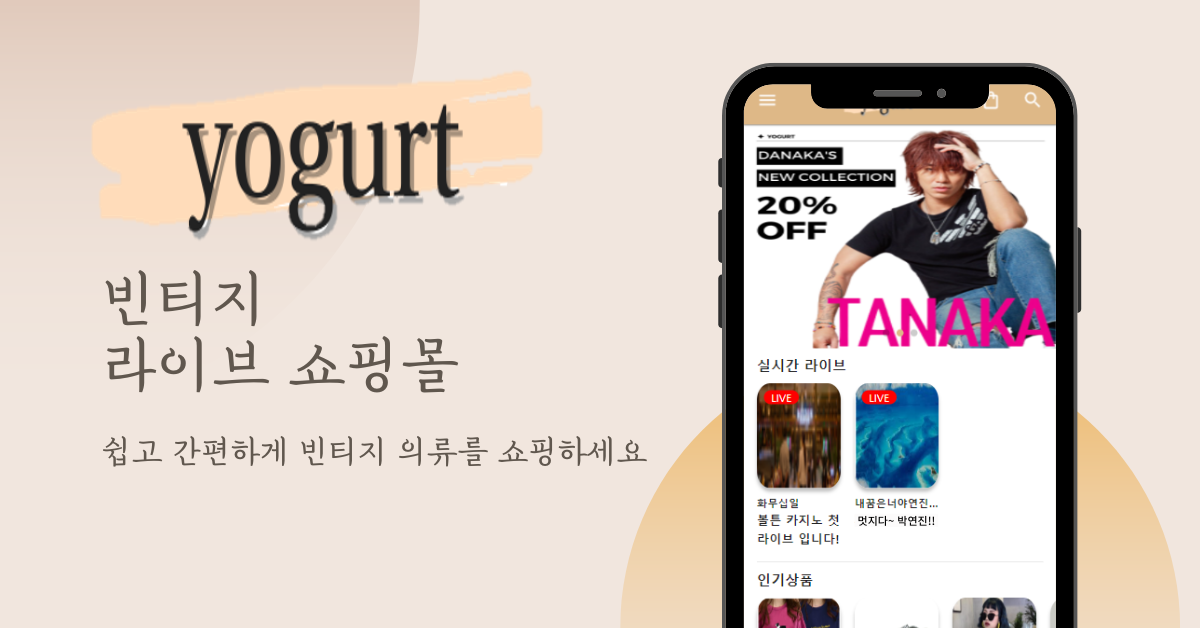 yogurt
빈티지
라이브 쇼핑몰
쉽고 간편하게 빈티지 의류를 쇼핑하세요
YOGURT
DANAKA'S
NEW COLLECTION
20%
OFF
TANAKA
실시간 라이브
LIVE
LIVE
화무십일
볼튼 카지노 첫
라이브 입니다!
내꿈은너야연진...
멋지다~ 박연진!!
인기상품